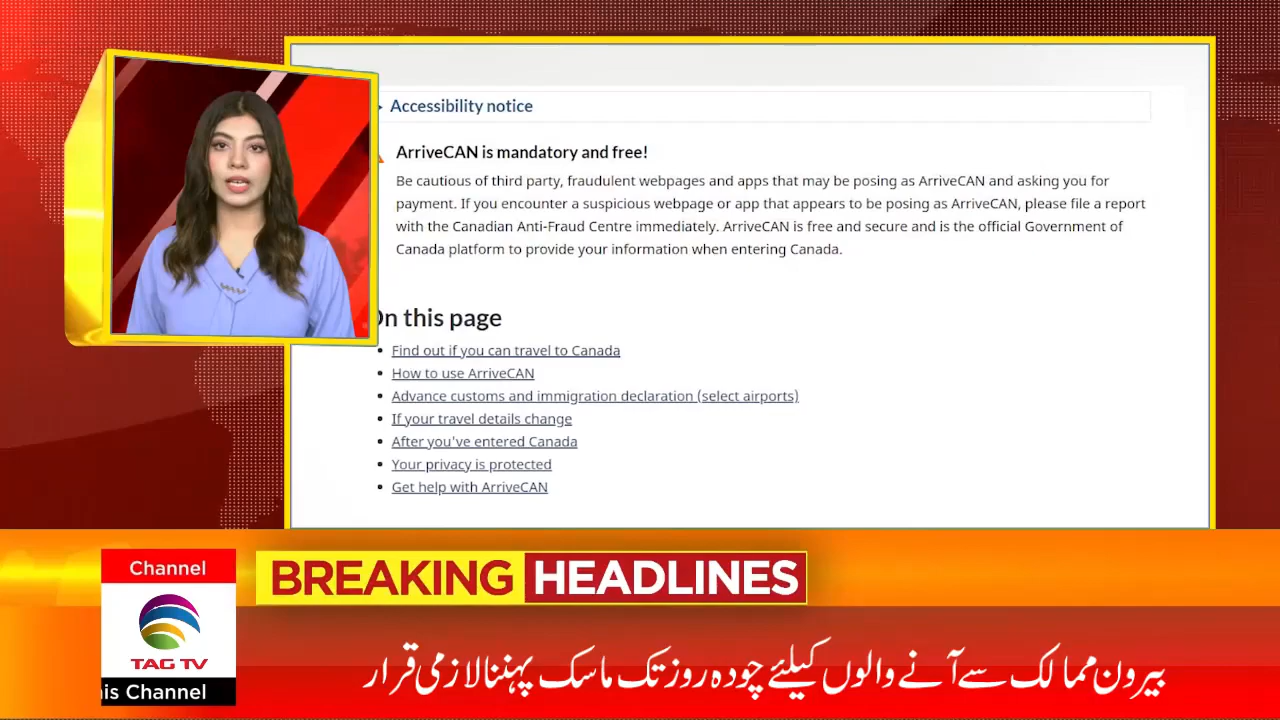 Accessibility notice
ArriveCAN is mandatory and free!
Be cautious of third party, fraudulent webpages and apps that may be posing as ArriveCAN and asking you for
payment. If you encounter a suspicious webpage or app that appears to be posing as ArriveCAN, please file a report
with the Canadian Anti-Fraud Centre immediately. ArriveCAN is free and secure and is the official Government of
Canada platform to provide your information when entering Canada.
On this page
Find out if you can travel to Canada
How to use ArriveCAN
Advance customs and immigration declaration (select airports)
If your travel details change
After you've entered Canada
Your privacy is protected
Get help with ArriveCAN
Channel
TAG TV
his Channel
BREAKING HEADLINES
بیرون ممالک سے آنے والوں کیلئے چودہ روز تک ماسک پہننا لازمی قرار